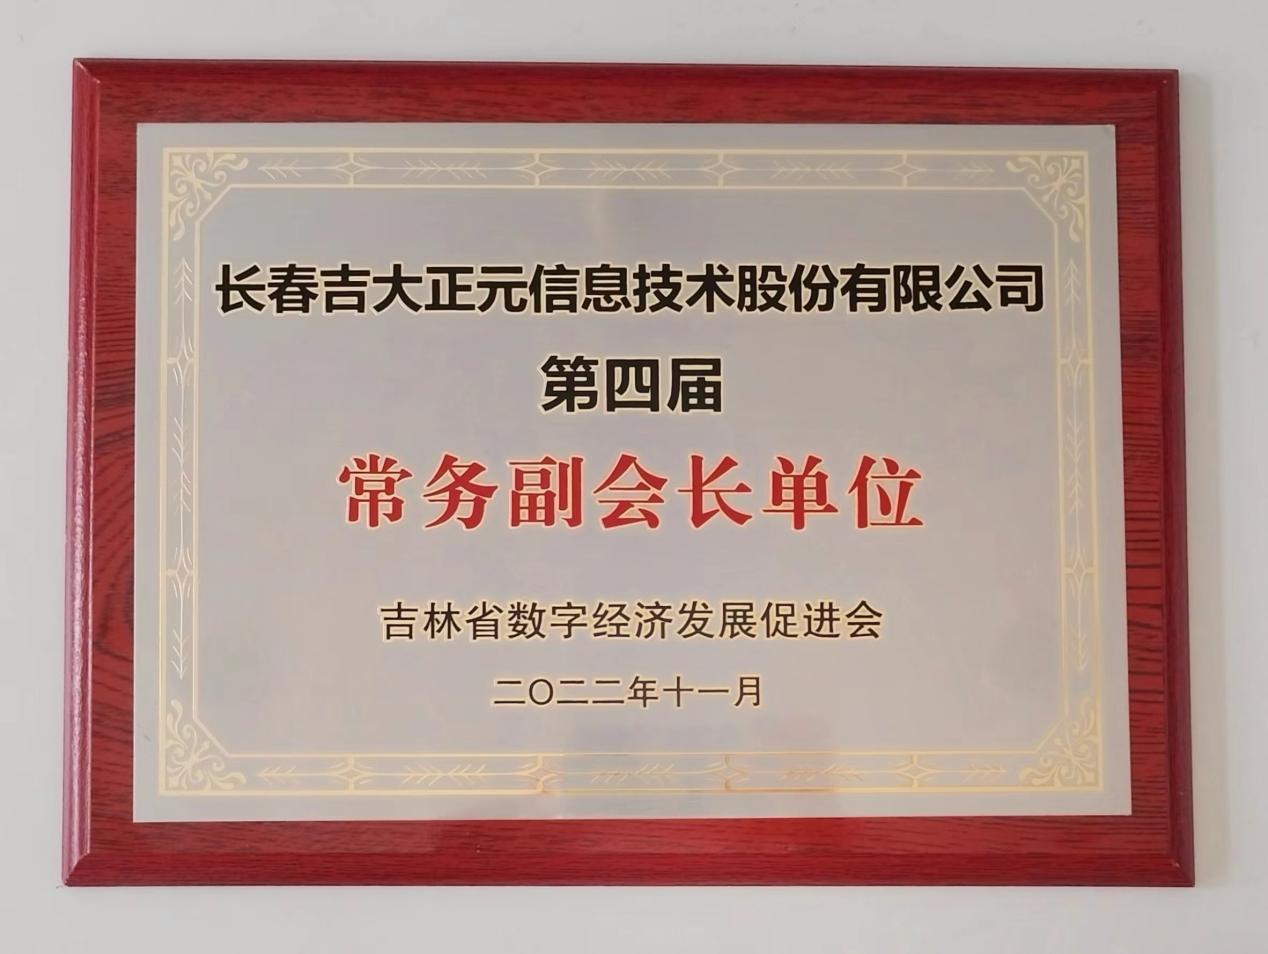 长春吉大正元信息技术股份有限公司
第四届
常务副会长单位
吉林省数字经济发展促进会
二〇二二年十一月